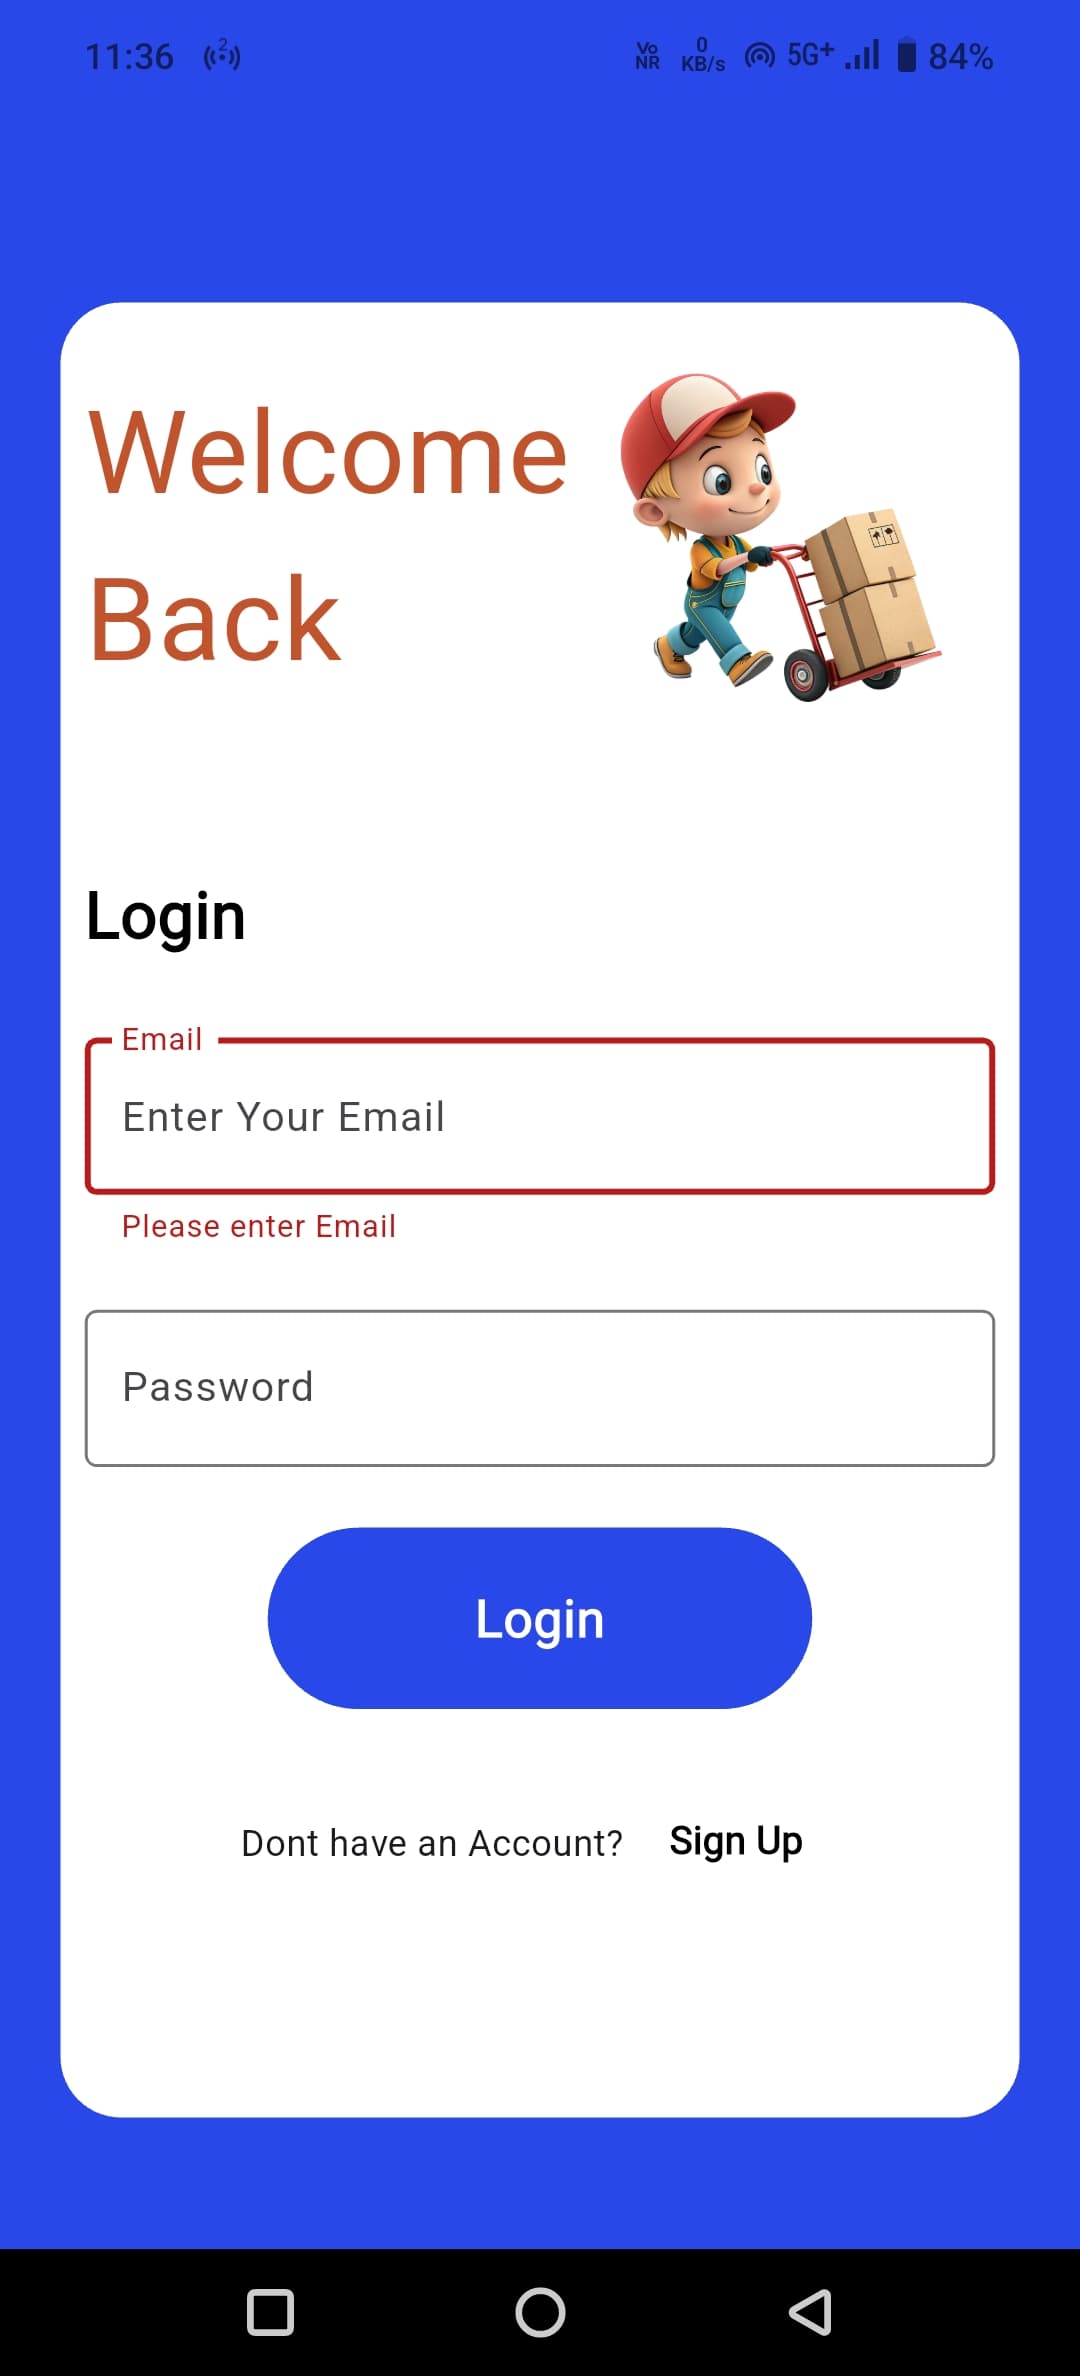 11:36 2 Vo NR 0 KB/s 5G+ 84%
Welcome
Back
Login
Email
Enter Your Email
Please enter Email
Password
Login
Dont have an Account? Sign Up